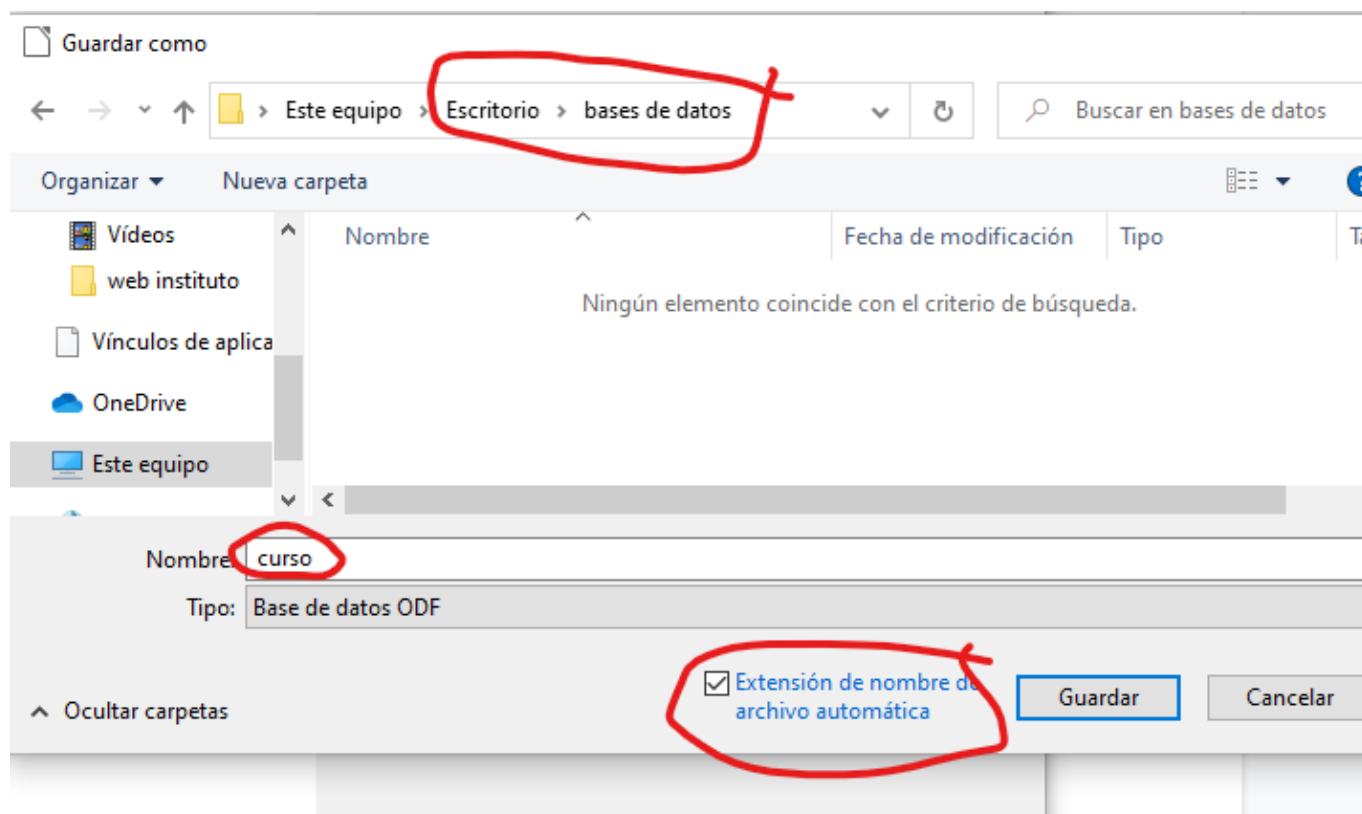 Guardar como
Este equipo > Escritorio > bases de datos
Buscar en bases de datos
Organizar
Nueva carpeta
Vídeos
web instituto
Vínculos de aplica
OneDrive
Este equipo
Nombre
Fecha de modificación
Tipo
Ningún elemento coincide con el criterio de búsqueda.
Nombre: curso
Tipo: Base de datos ODF
Ocultar carpetas
Extensión de nombre de
archivo automática
Guardar
Cancelar